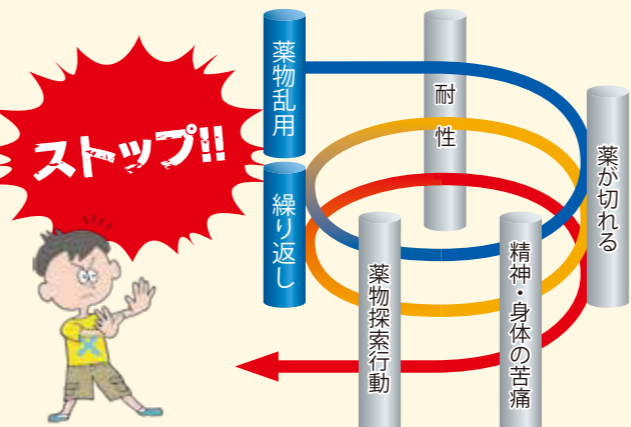 ストップ!!
薬物乱用
繰り返し
耐性
薬が切れる
精神・身体の苦痛
薬物探索行動